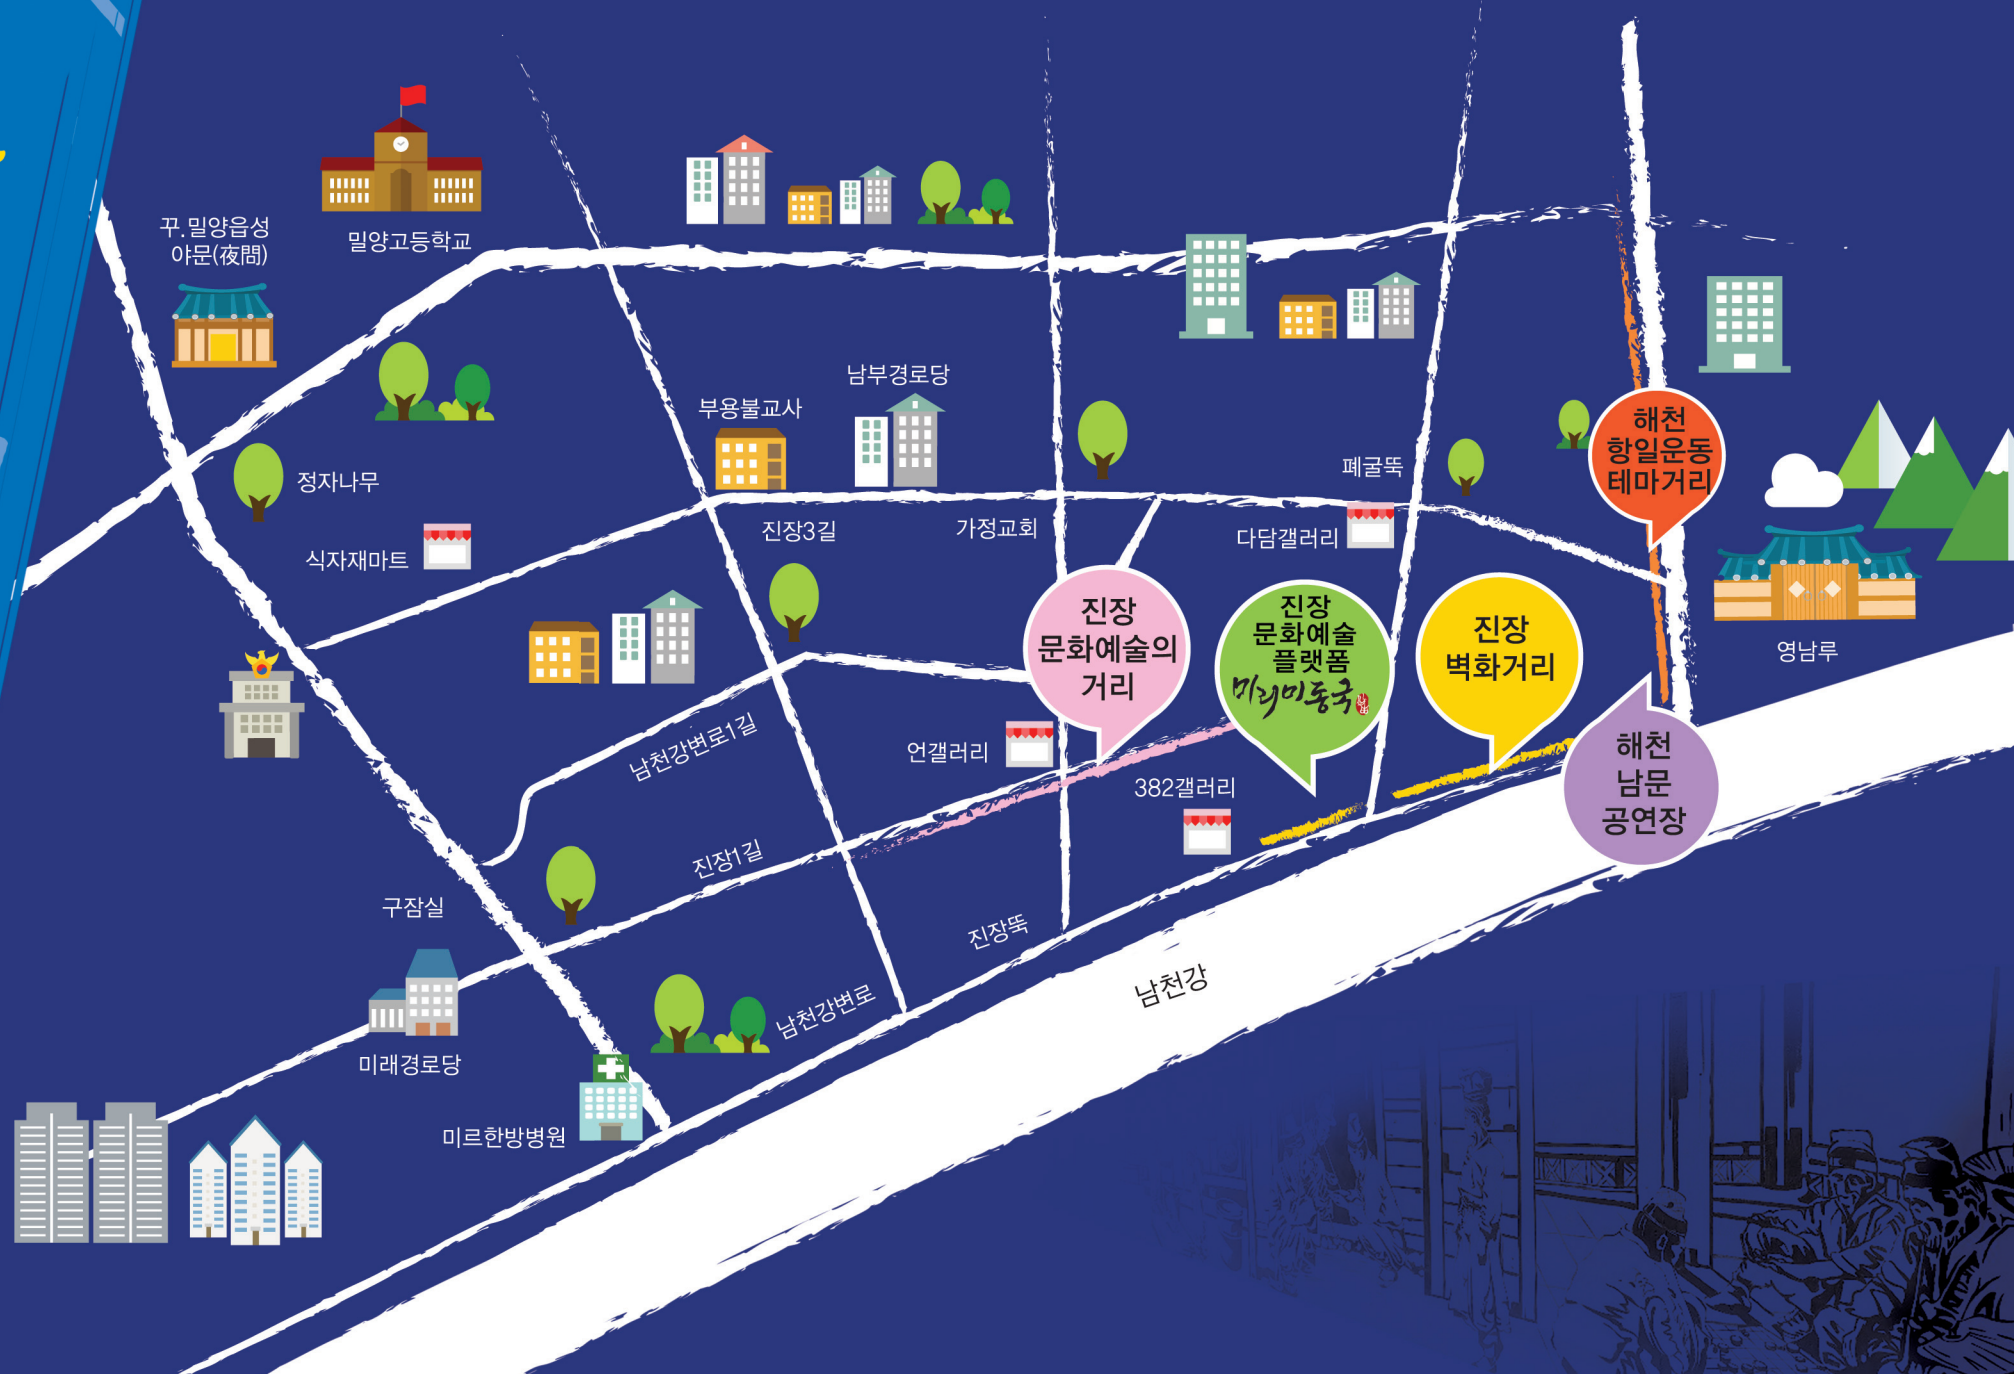 꾸.밀양읍성
야문(夜問)
밀양고등학교
남부경로당
부용불교사
정자나무
식자재마트
진장3길
가정교회
폐굴뚝
다담갤러리
해천
항일운동
테마거리
영남루
진장
문화예술의
거리
진장
문화예술
플랫폼
미리미동국
진장
벽화거리
해천
남문
공연장
남천강변로1길
언갤러리
382갤러리
진장1길
구잠실
진장뚝
남천강변로
남천강
미래경로당
미르한방병원